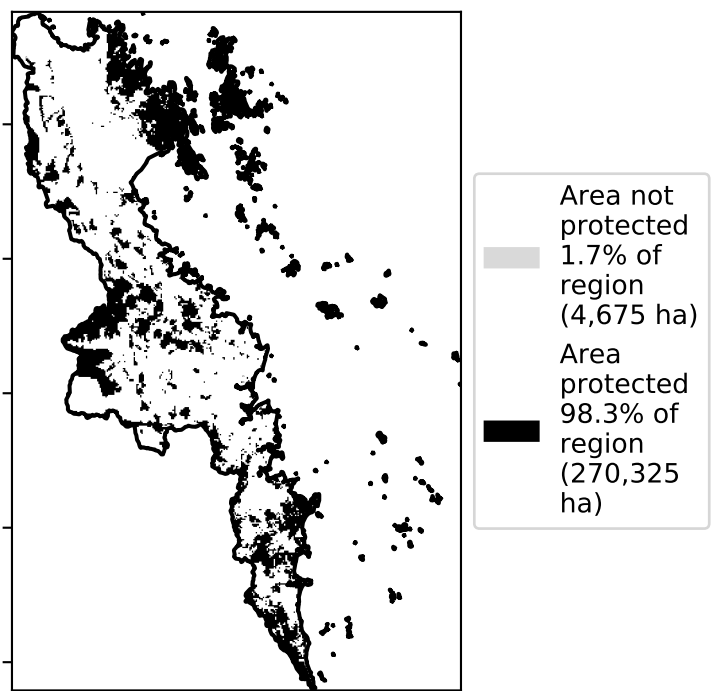 Area not
protected
1.7% of
region
(4,675 ha)
Area
protected
98.3% of
region
(270,325
ha)